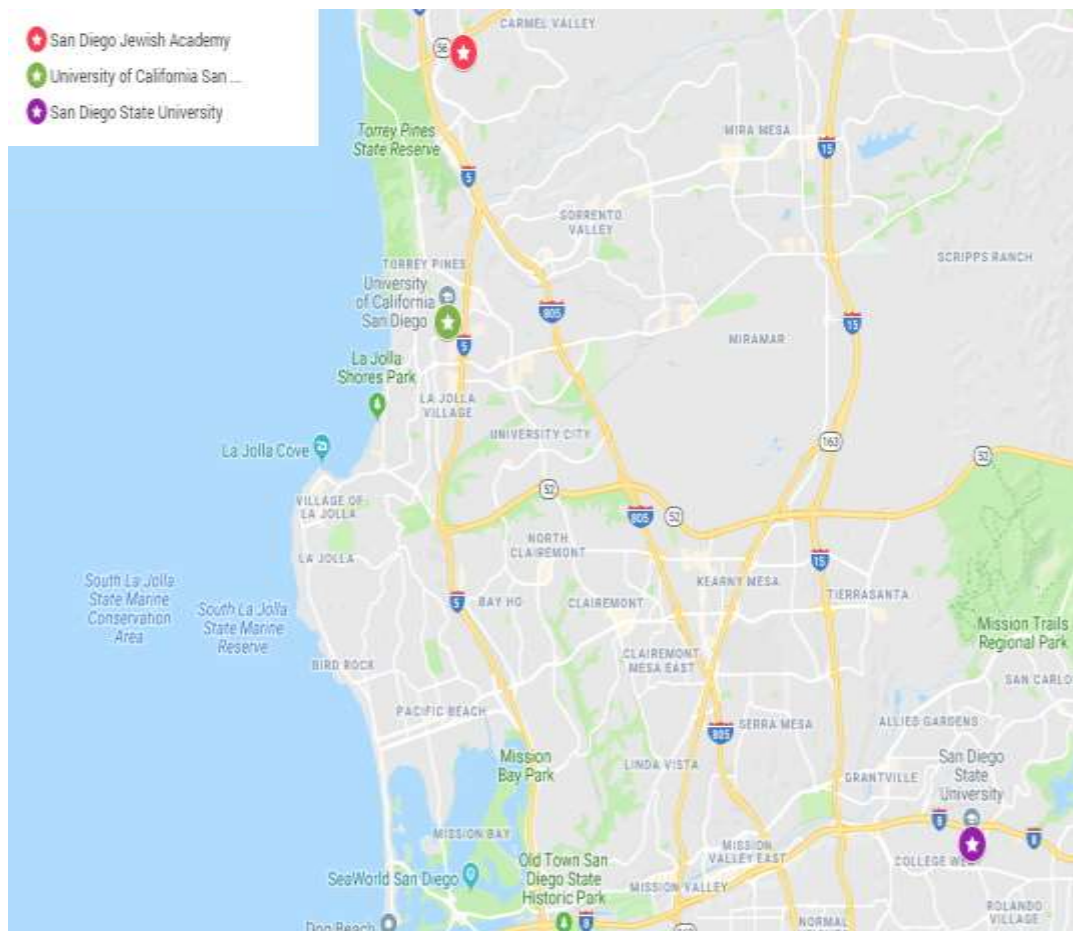 San Diego Jewish Academy
University of California San ...
San Diego State University
CARMEL VALLEY
56
Torrey Pines
State Reserve
MIRA MESA
15
5
SORRENTO
VALLEY
SCRIPPS RANCH
TORREY PINES
University
of California
San Diego
805
15
5
MIRAMAR
La Jolla
Shores Park
LA JOLLA
VILLAGE
UNIVERSITY CITY
163
La Jolla Cove
52
52
VILLAGE OF
LA JOLLA
805
52
NORTH
CLAIREMONT
LA JOLLA
15
KEARNY MESA
South La Jolla
State Marine
Conservation
Area
South La Jolla
State Marine
Reserve
5
BAY HO
CLAIREMONT
TIERRASANTA
Mission Trails
Regional Park
CLAIREMONT
MESA EAST
BIRD ROCK
SAN CARLO
PACIFIC BEACH
805
SERRA MESA
ALLIED GARDENS
Mission
Bay Park
LINDA VISTA
GRANTVILLE
San Diego
State
University
MISSION BAY
8
8
MISSION
VALLEY EAST
COLLEGE WE
SeaWorld San Diego
Old Town San
Diego State
Historic Park
MISSION VALLEY
ROLANDO
VILLAGE
Dog Beach
8
NORMAL